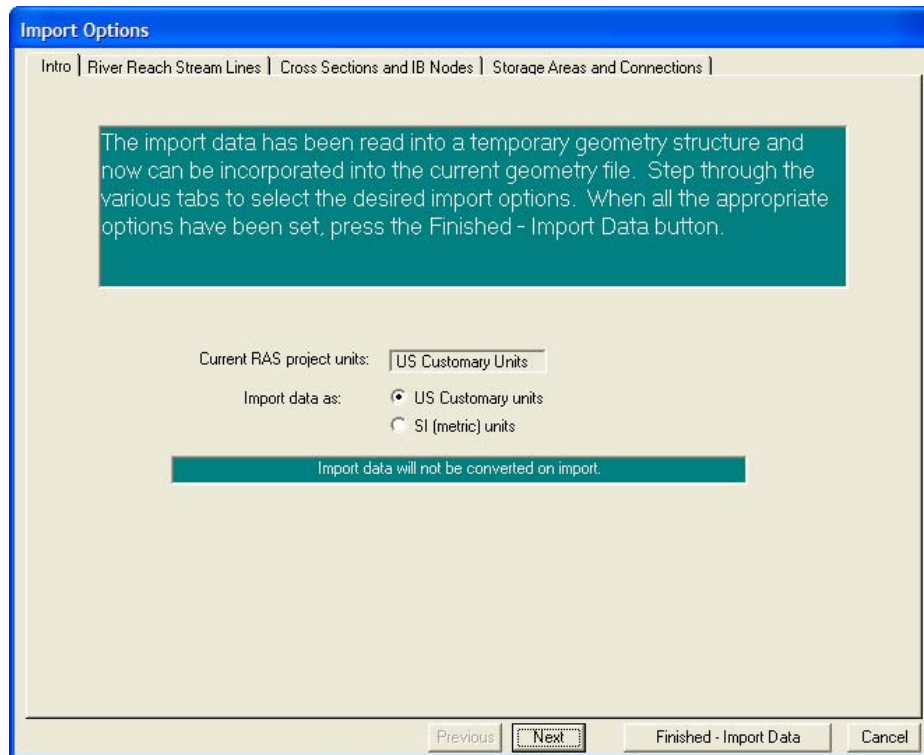 Import Options
Intro River Reach Stream Lines Cross Sections and IB Nodes Storage Areas and Connections
The import data has been read into a temporary geometry structure and
now can be incorporated into the current geometry file. Step through the
various tabs to select the desired import options. When all the appropriate
options have been set, press the Finished - Import Data button.
Current RAS project units: US Customary Units
Import data as: US Customary units
SI (metric) units
Import data will not be converted on import.
Previous Next Finished - Import Data Cancel